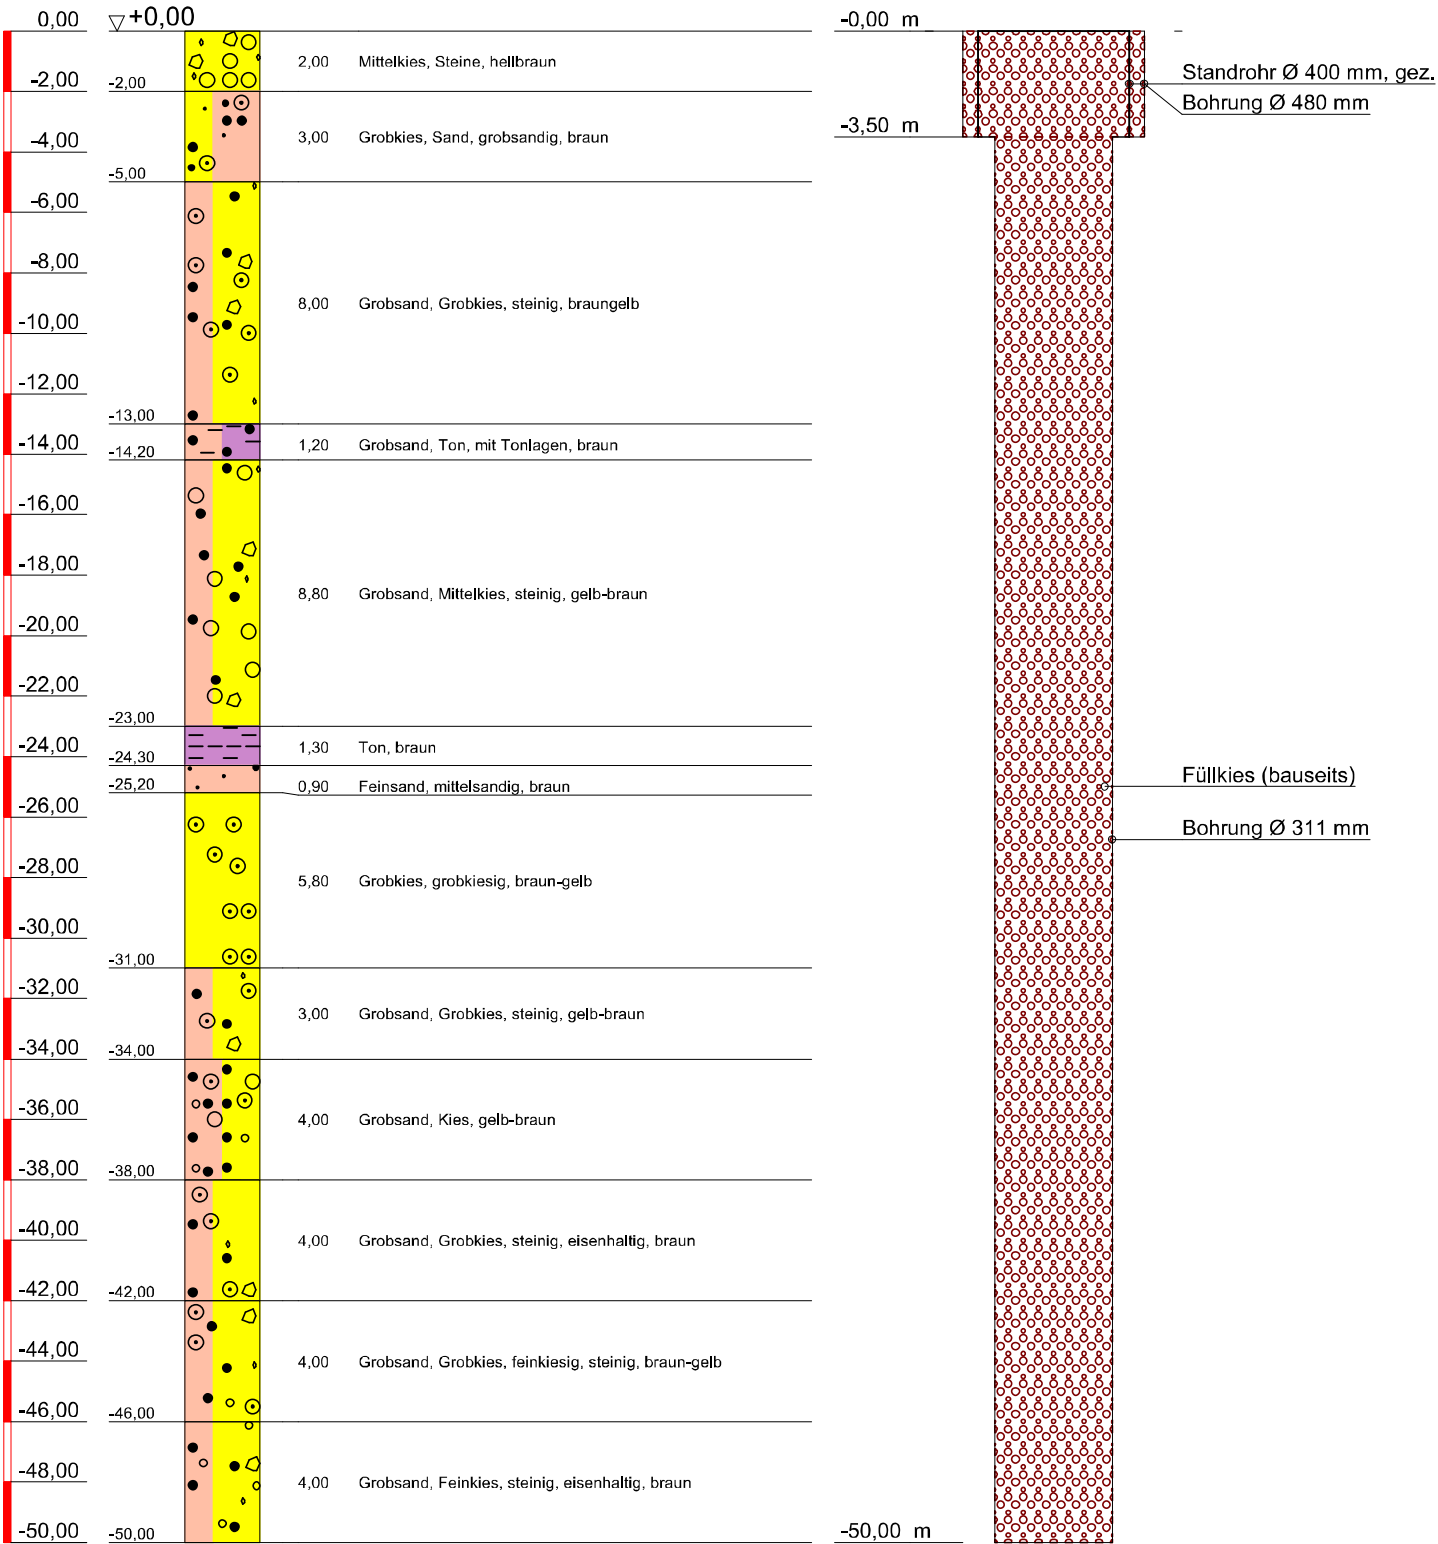 0,00
-2,00
-4,00
-6,00
-8,00
-10,00
-12,00
-14,00
-16,00
-18,00
-20,00
-22,00
-24,00
-26,00
-28,00
-30,00
-32,00
-34,00
-36,00
-38,00
-40,00
-42,00
-44,00
-46,00
-48,00
-50,00
+0,00
-2,00
-5,00
-13,00
-14,20
-23,00
-24,30
-25,20
-31,00
-34,00
-38,00
-42,00
-46,00
-50,00
2,00 Mittelkies, Steine, hellbraun
3,00 Grobkies, Sand, grobsandig, braun
8,00 Grobsand, Grobkies, steinig, braungelb
1,20 Grobsand, Ton, mit Tonlagen, braun
8,80 Grobsand, Mittelkies, steinig, gelb-braun
1,30 Ton, braun
0,90 Feinsand, mittelsandig, braun
5,80 Grobkies, grobkiesig, braun-gelb
3,00 Grobsand, Grobkies, steinig, gelb-braun
4,00 Grobsand, Kies, gelb-braun
4,00 Grobsand, Grobkies, steinig, eisenhaltig, braun
4,00 Grobsand, Grobkies, feinkiesig, steinig, braun-gelb
4,00 Grobsand, Feinkies, steinig, eisenhaltig, braun
-0,00 m
-3,50 m
-50,00 m
Standrohr Ø 400 mm, gez.
Bohrung Ø 480 mm
Füllkies (bauseits)
Bohrung Ø 311 mm